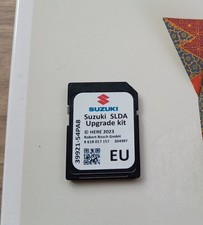 SUZUKI
Suzuki SLDA
Upgrade kit
© HERE 2023
Robert Bosch GmbH
EU
39921-54PA8